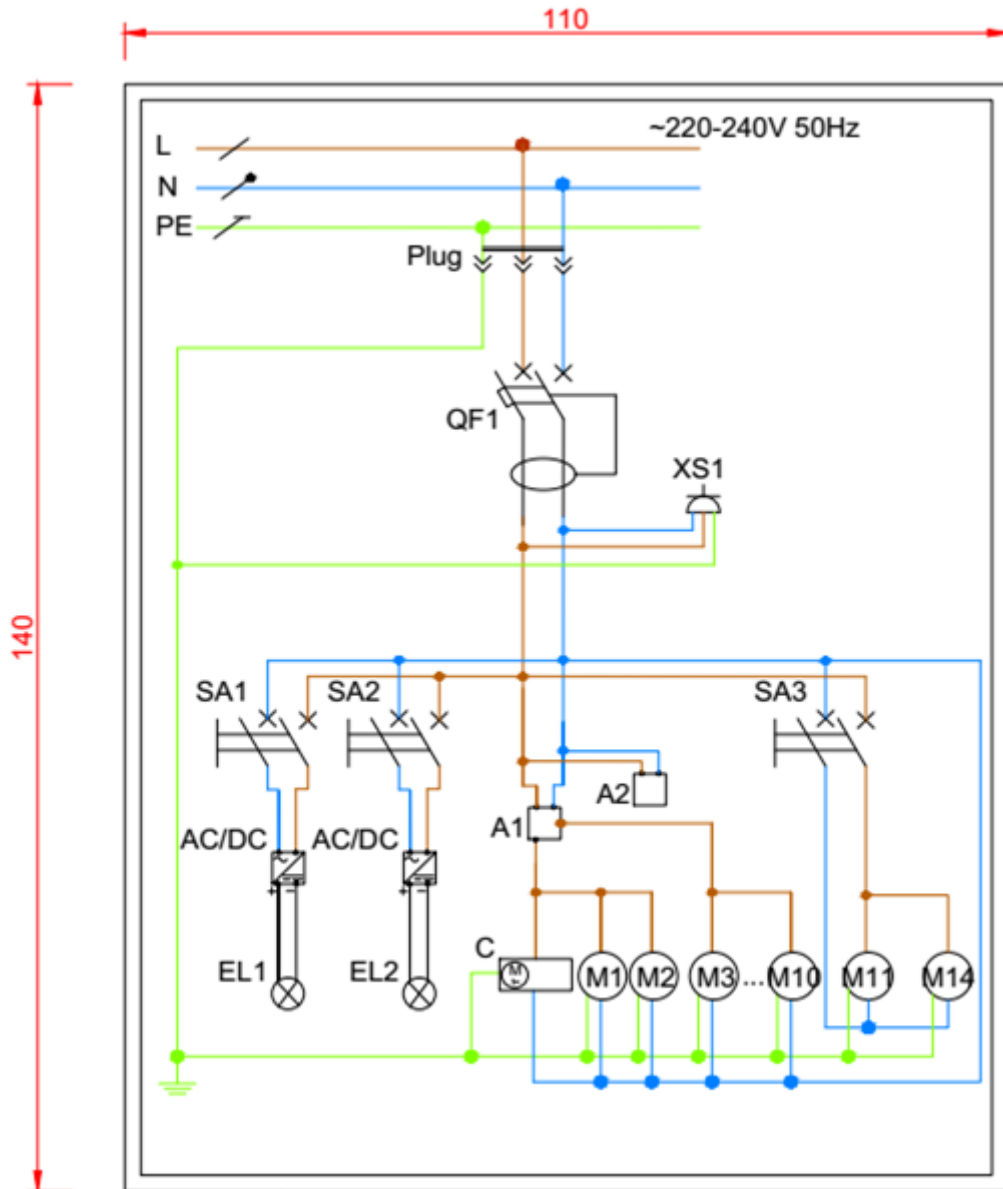 110
140
~220-240V 50Hz
L
N
PE
Plug
QF1
XS1
SA1
SA2
SA3
A2
A1
AC/DC
AC/DC
+ −
+ −
C
M
EL1
EL2
M1
M2
M3
...
M10
M11
M14